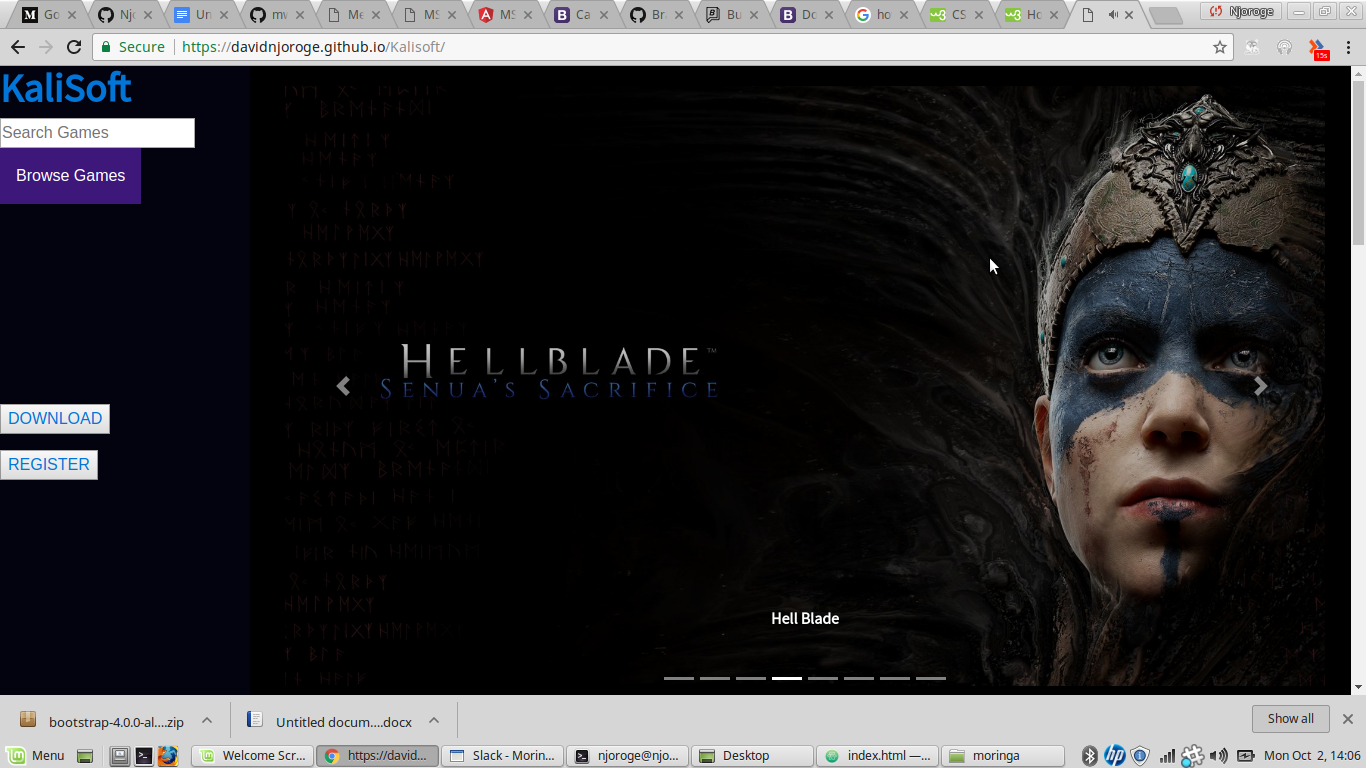 Go
Njo
Un
mv
Me
MS
MS
Ca
Bra
Bu
Do
ho
CS
Ho
Njoroge
Secure
https://davidnjoroge.github.io/Kalisoft/
15s
KaliSoft
Search Games
Browse Games
HELLBLADE™
SENUA'S SACRIFICE
DOWNLOAD
REGISTER
Hell Blade
bootstrap-4.0.0-al....zip
Untitled docum....docx
Show all
Menu
Welcome Scr...
https://david...
Slack - Morin...
njoroge@njo...
Desktop
index.html —...
moringa
Mon Oct 2, 14:06